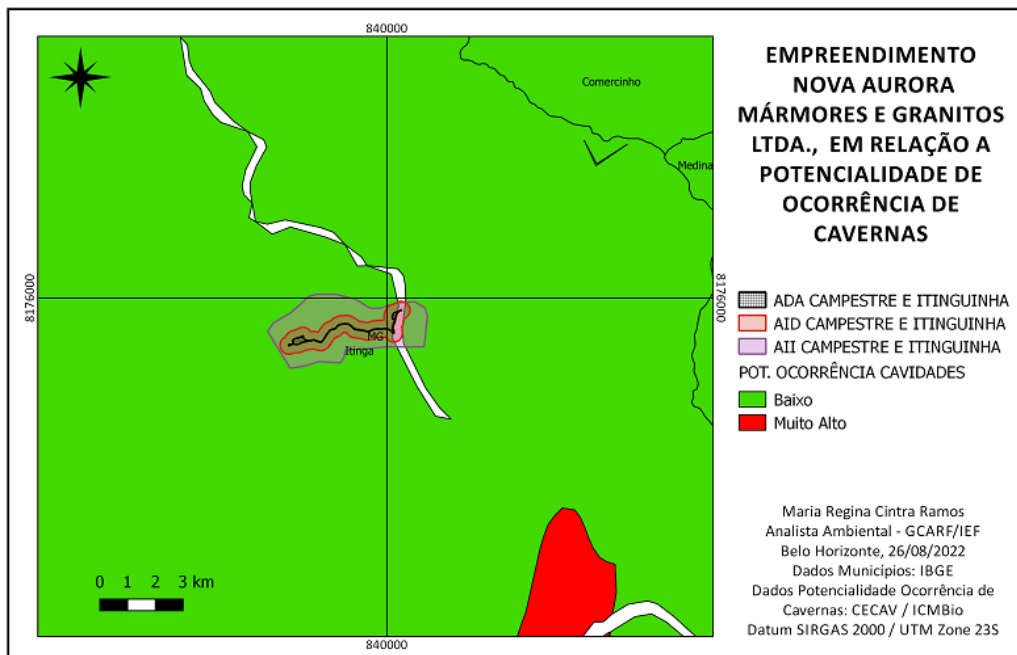 840000
EMPREENDIMENTO
NOVA AURORA
MÁRMORES E GRANITOS
LTDA., EM RELAÇÃO A
POTENCIALIDADE DE
OCORRÊNCIA DE
CAVERNAS
Comercinho
Medina
8176000
8176000
MG
Itinga
ADA CAMPESTRE E ITINGUINHA
AID CAMPESTRE E ITINGUINHA
AII CAMPESTRE E ITINGUINHA
POT. OCORRÊNCIA CAVIDADES
Baixo
Muito Alto
0 1 2 3 km
Maria Regina Cintra Ramos
Analista Ambiental - GCARF/IEF
Belo Horizonte, 26/08/2022
Dados Municípios: IBGE
Dados Potencialidade Ocorrência de
Cavernas: CECAV / ICMBio
Datum SIRGAS 2000 / UTM Zone 23S
840000